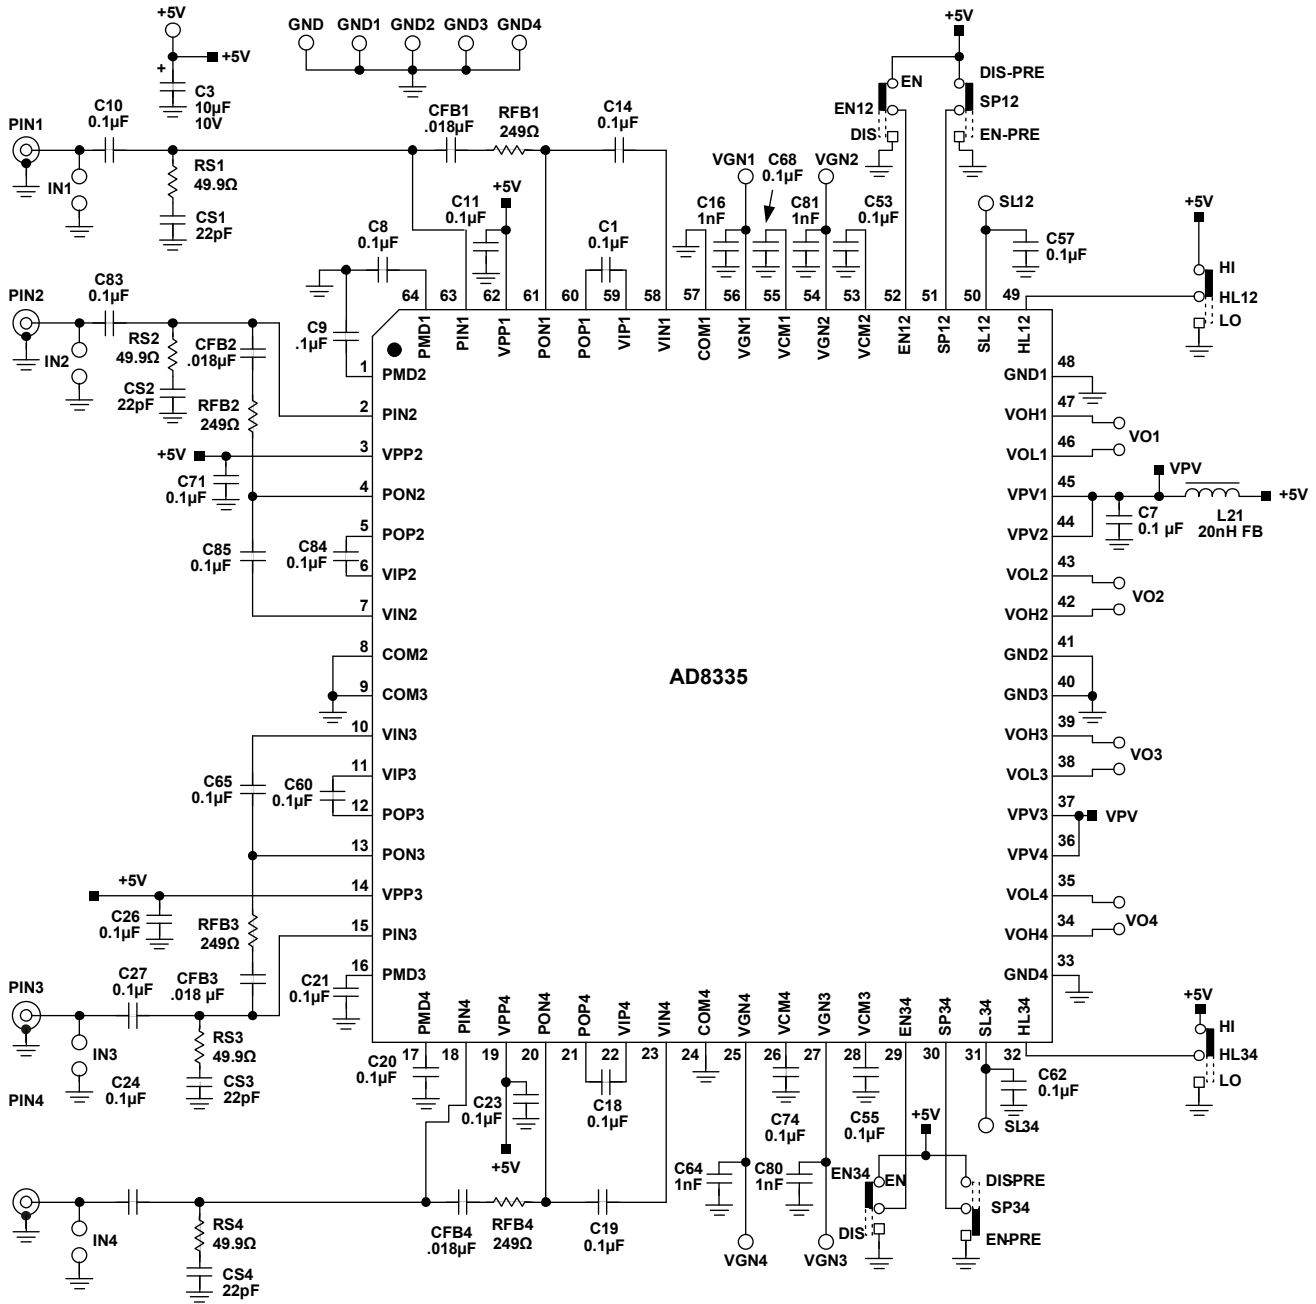 +5V
+5V
+
C3
10µF
10V
GND GND1 GND2 GND3 GND4
PIN1
C10
0.1µF
IN1
RS1
49.9Ω
CS1
22pF
CFB1
.018µF
RFB1
249Ω
C14
0.1µF
C11
0.1µF
+5V
C8
0.1µF
C1
0.1µF
C9
.1µF
VGN1
C68
0.1µF
VGN2
C16
1nF
C81
1nF
C53
0.1µF
+5V
EN
EN12
DIS
DIS-PRE
SP12
EN-PRE
SL12
C57
0.1µF
+5V
HI
HL12
LO
64 63 62 61 60 59 58 57 56 55 54 53 52 51 50 49
PMD1 PIN1 VPP1 PON1 POP1 VIP1 VIN1 COM1 VGN1 VCM1 VGN2 VCM2 EN12 SP12 SL12 HL12
PIN2
C83
0.1µF
IN2
RS2
49.9Ω
CS2
22pF
CFB2
.018µF
RFB2
249Ω
+5V
C71
0.1µF
C85
0.1µF
C84
0.1µF
1 PMD2
2 PIN2
3 VPP2
4 PON2
5 POP2
6 VIP2
7 VIN2
8 COM2
9 COM3
10 VIN3
11 VIP3
12 POP3
13 PON3
14 VPP3
15 PIN3
16 PMD3
AD8335
GND1 48
VOH1 47
VOL1 46
VO1
VPV1 45
VPV2 44
VPV
C7
0.1 µF
L21
20nH FB
+5V
VOL2 43
VOH2 42
VO2
GND2 41
GND3 40
VOH3 39
VOL3 38
VO3
VPV3 37
VPV4 36
VPV
VOL4 35
VOH4 34
VO4
GND4 33
C65
0.1µF
C60
0.1µF
+5V
C26
0.1µF
RFB3
249Ω
CFB3
.018 µF
C21
0.1µF
PIN3
C27
0.1µF
IN3
RS3
49.9Ω
CS3
22pF
C24
0.1µF
PIN4
IN4
RS4
49.9Ω
CS4
22pF
PMD4 PIN4 VPP4 PON4 POP4 VIP4 VIN4 COM4 VGN4 VCM4 VGN3 VCM3 EN34 SP34 SL34 HL34
17 18 19 20 21 22 23 24 25 26 27 28 29 30 31 32
C20
0.1µF
C23
0.1µF
+5V
C18
0.1µF
CFB4
.018µF
RFB4
249Ω
C19
0.1µF
C64
1nF
VGN4
C74
0.1µF
C80
1nF
VGN3
C55
0.1µF
+5V
EN34
EN
DIS
DISPRE
SP34
ENPRE
C62
0.1µF
SL34
+5V
HI
HL34
LO